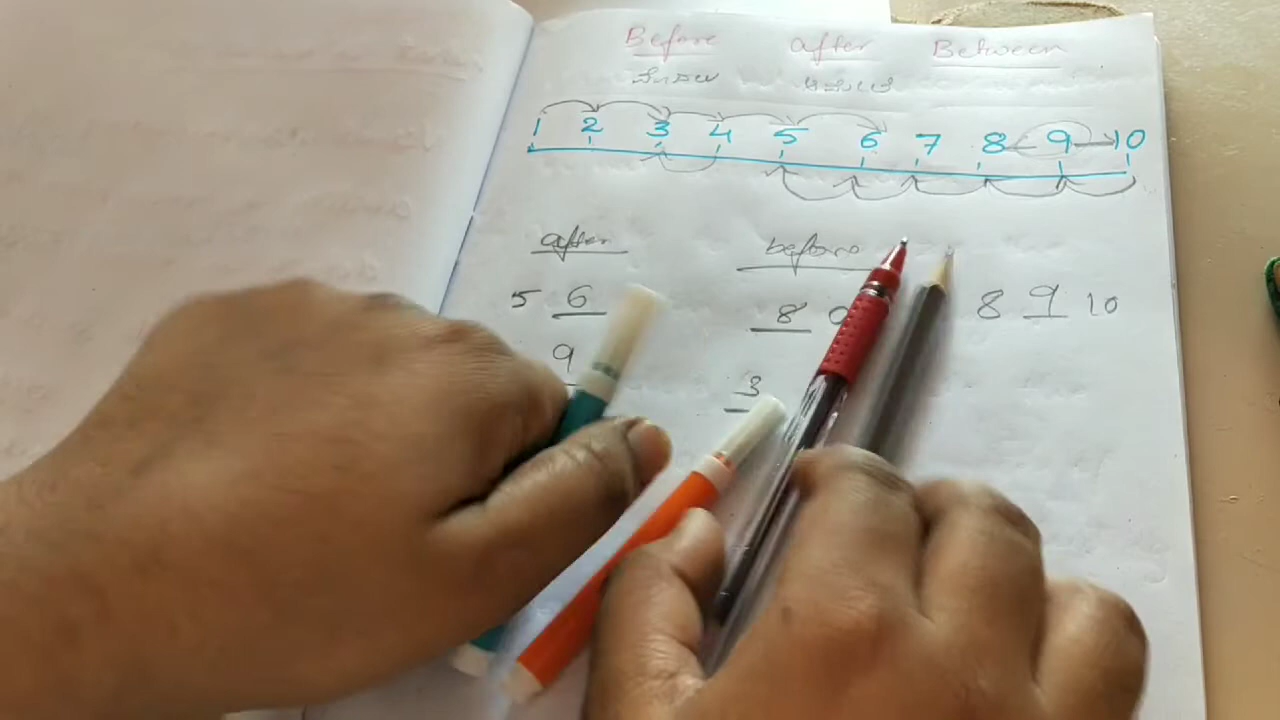 Before after Between
ಮೊದಲು
1 2 3 4 5 6 7 8 9 10
after before
5 6 8 8 9 10
9 3